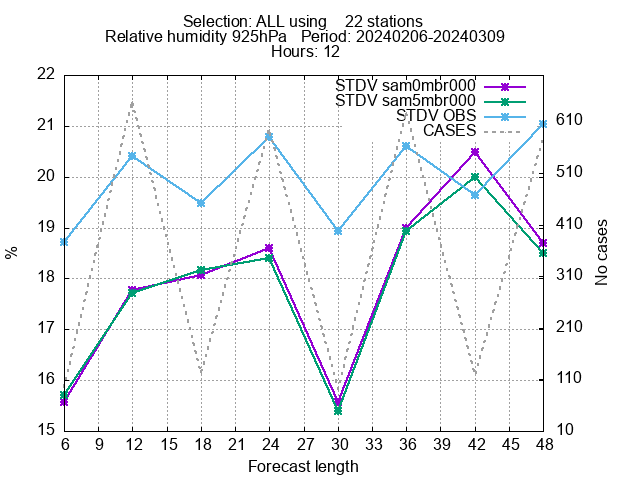 Selection: ALL using    22 stations
Relative humidity 925hPa   Period: 20240206-20240309
Hours: 12
STDV sam0mbr000
STDV sam5mbr000
STDV OBS
CASES
22
21
20
19
18
17
16
15
%
610
510
410
310
210
110
10
No cases
6 9 12 15 18 21 24 27 30 33 36 39 42 45 48
Forecast length